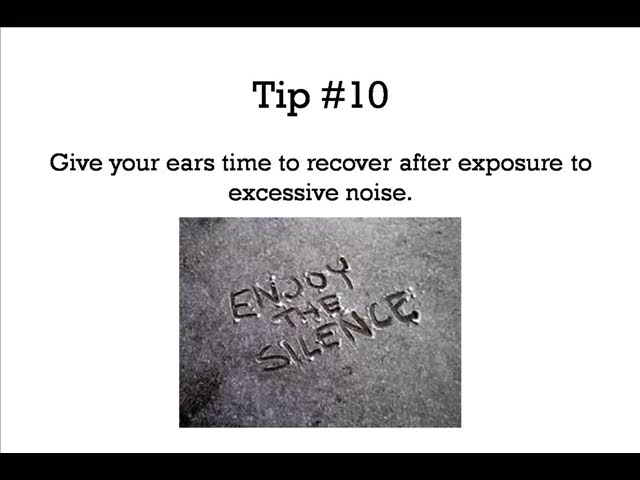 Tip #10
Give your ears time to recover after exposure to
excessive noise.
ENJOY
THE
SILENCE